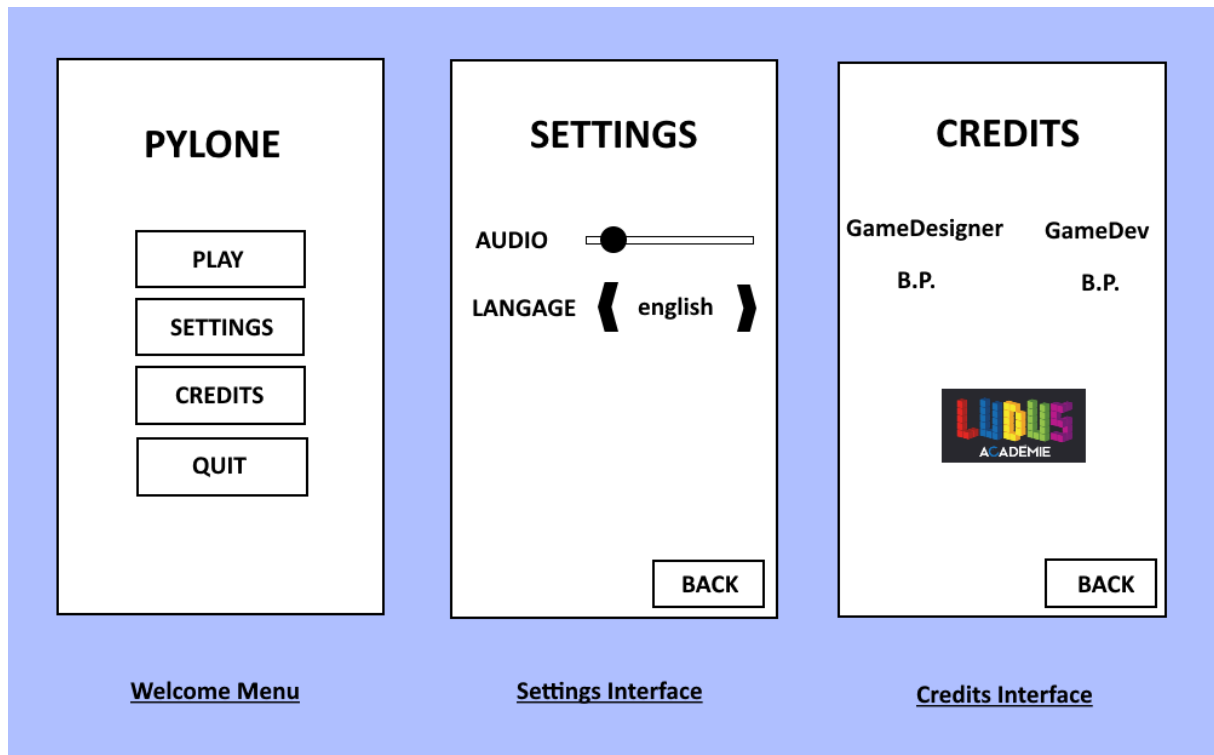 PYLONE
PLAY
SETTINGS
CREDITS
QUIT
Welcome Menu
SETTINGS
AUDIO
LANGAGE english
BACK
Settings Interface
CREDITS
GameDesigner GameDev
B.P. B.P.
LUDUS
ACADÉMIE
BACK
Credits Interface